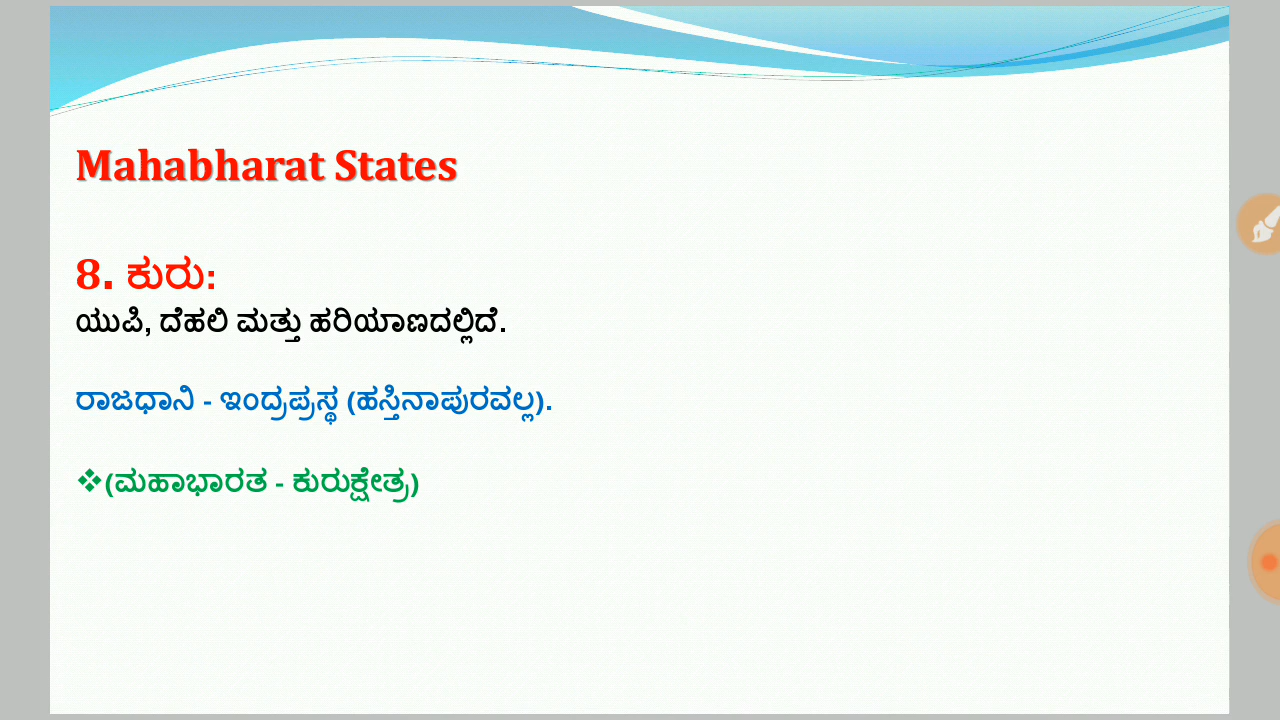 Mahabharat States
8. ಕುರು:
ಯುಪಿ, ದೆಹಲಿ ಮತ್ತು ಹರಿಯಾಣದಲ್ಲಿದೆ.
ರಾಜಧಾನಿ - ಇಂದ್ರಪ್ರಸ್ಥ (ಹಸ್ತಿನಾಪುರವಲ್ಲ).
❖(ಮಹಾಭಾರತ - ಕುರುಕ್ಷೇತ್ರ)